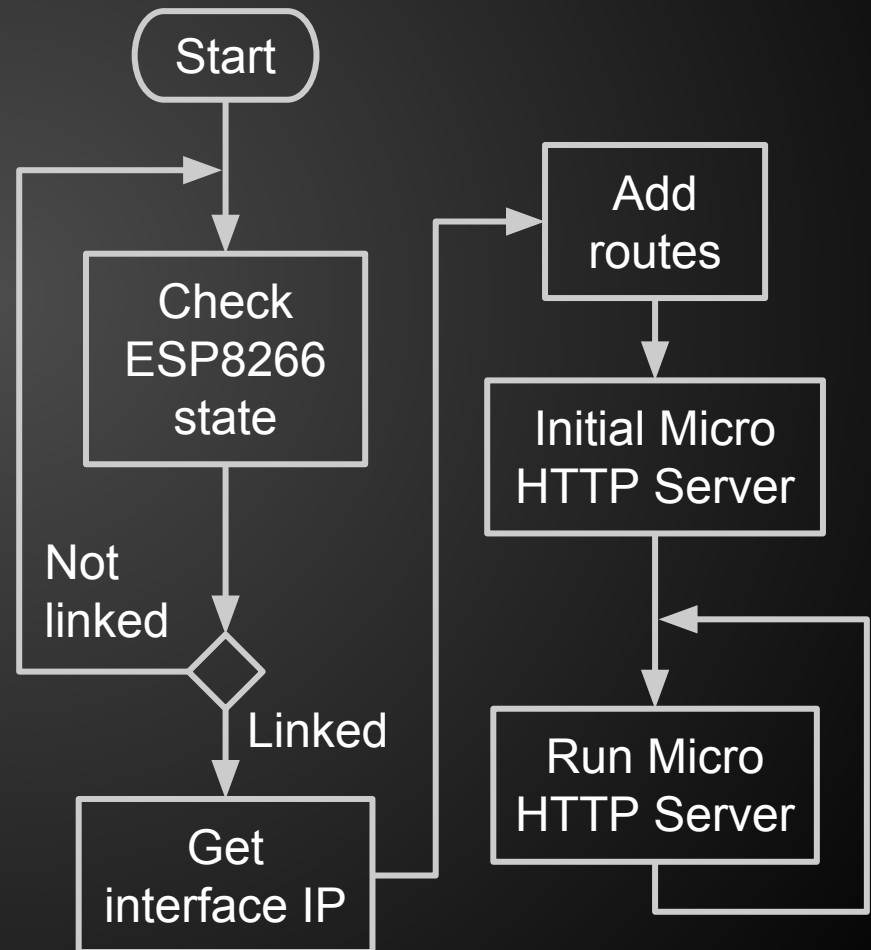 Start
Check
ESP8266
state
Not
linked
Linked
Get
interface IP
Add
routes
Initial Micro
HTTP Server
Run Micro
HTTP Server